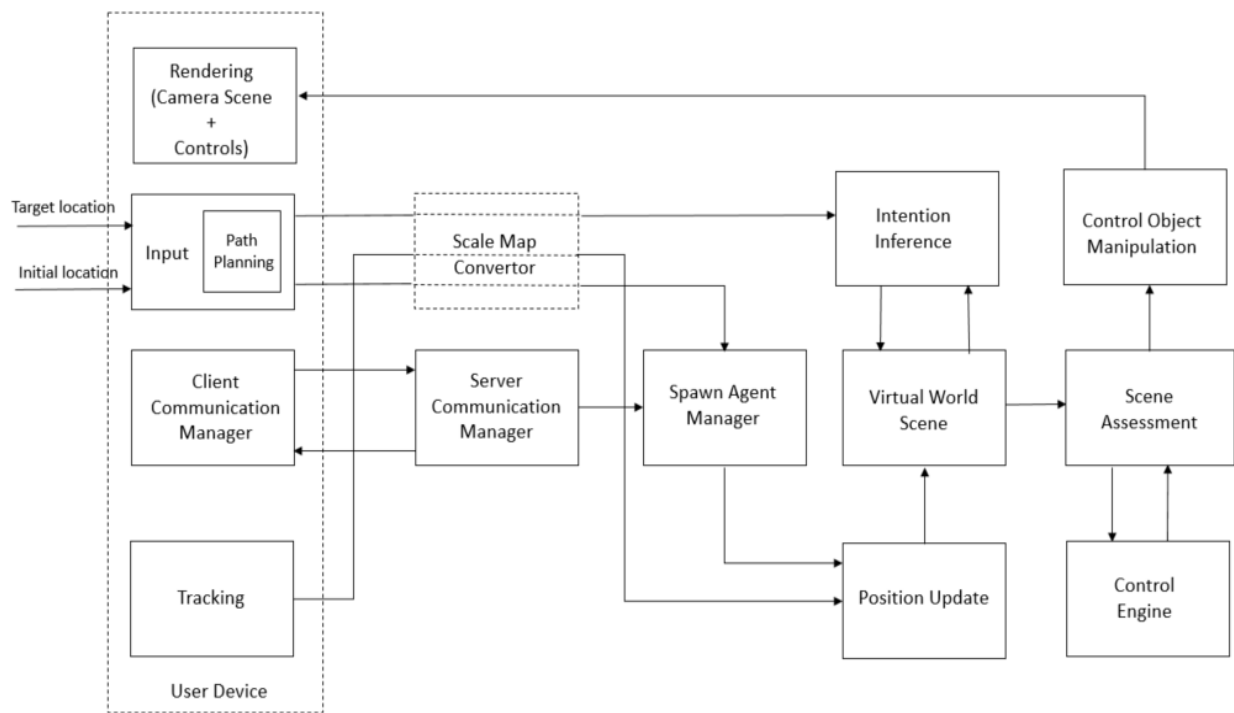 Rendering
(Camera Scene
+
Controls)
Target location
Initial location
Input
Path
Planning
Scale Map
Convertor
Intention
Inference
Control Object
Manipulation
Client
Communication
Manager
Server
Communication
Manager
Spawn Agent
Manager
Virtual World
Scene
Scene
Assessment
Tracking
Position Update
Control
Engine
User Device